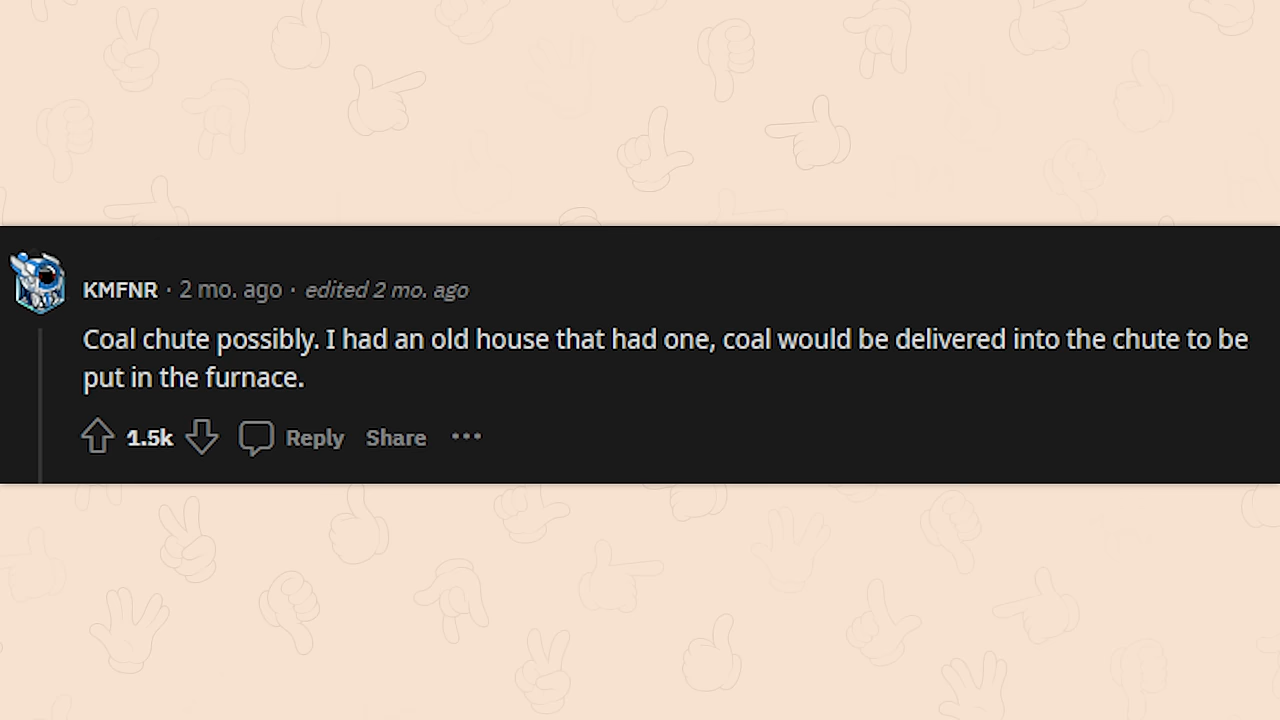 KMFNR · 2 mo. ago · edited 2 mo. ago
Coal chute possibly. I had an old house that had one, coal would be delivered into the chute to be
put in the furnace.
1.5k Reply Share ···